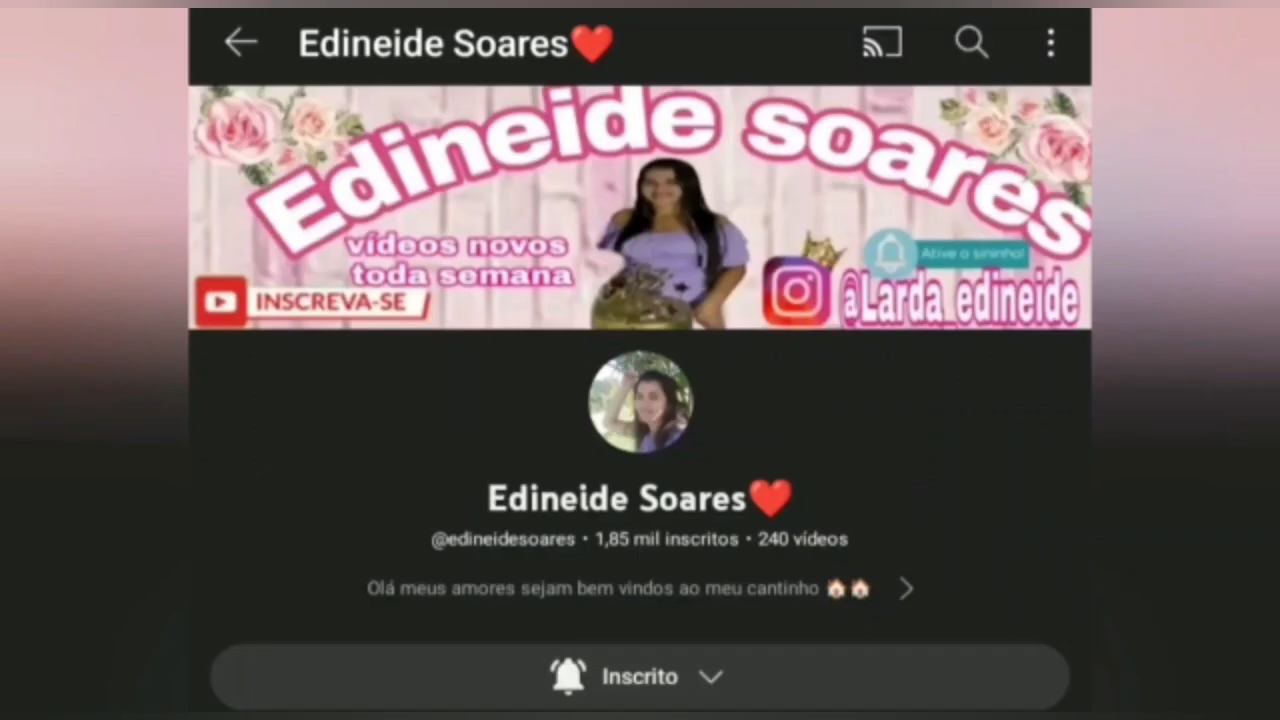 Edineide Soares❤️
Edineide soares
vídeos novos
toda semana
INSCREVA-SE
Ative o sininho!
@Larda_edineide
Edineide Soares❤️
@edineidesoares • 1,85 mil inscritos • 240 vídeos
Olá meus amores sejam bem vindos ao meu cantinho 🏠🏠
Inscrito